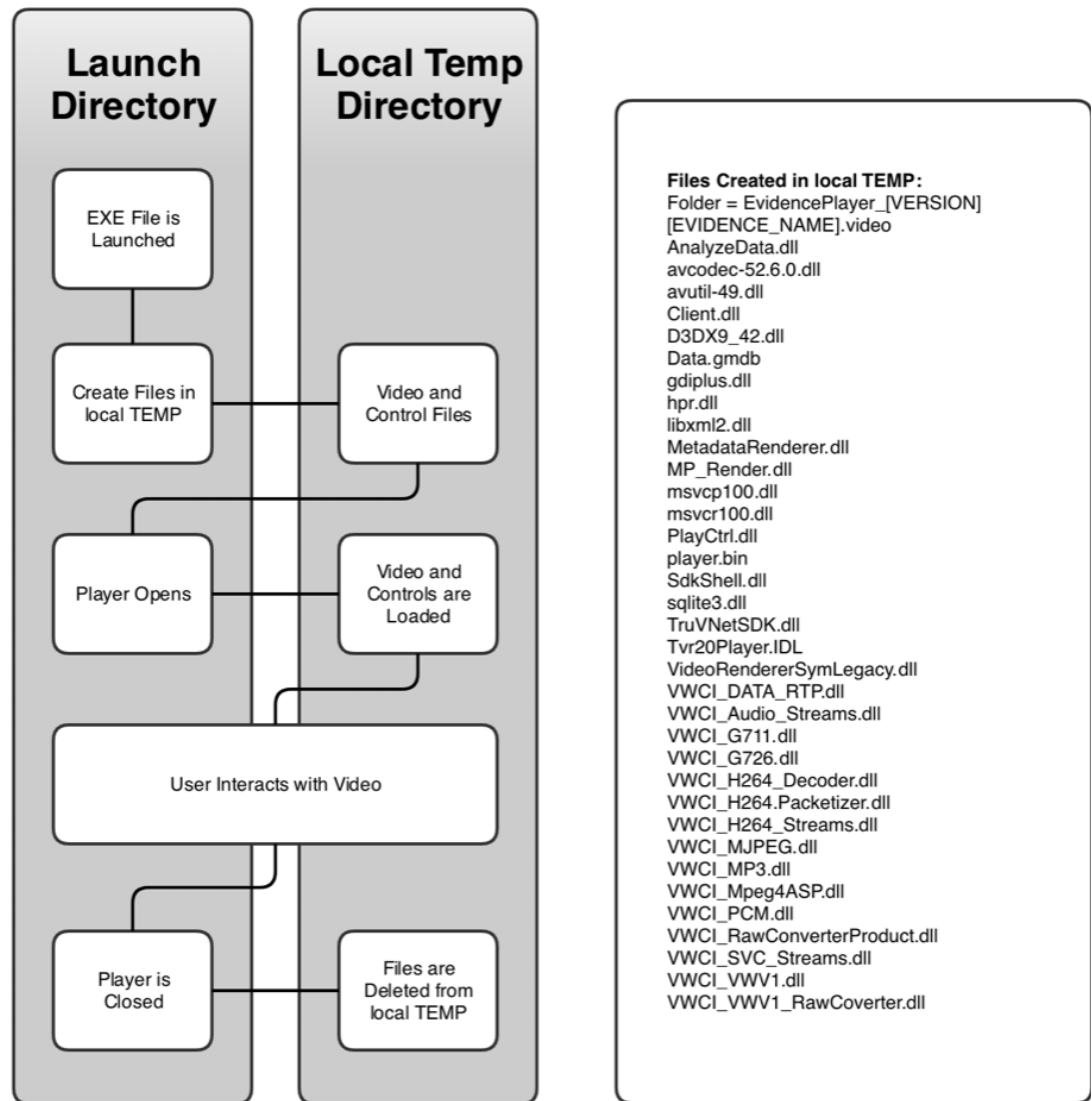 Launch
Directory
Local Temp
Directory
EXE File is
Launched
Create Files in
local TEMP
Video and
Control Files
Player Opens
Video and
Controls are
Loaded
User Interacts with Video
Player is
Closed
Files are
Deleted from
local TEMP
Files Created in local TEMP:
Folder = EvidencePlayer_[VERSION]
[EVIDENCE_NAME].video
AnalyzeData.dll
avcodec-52.6.0.dll
avutil-49.dll
Client.dll
D3DX9_42.dll
Data.gmdb
gdiplus.dll
hpr.dll
libxml2.dll
MetadataRenderer.dll
MP_Render.dll
msvcp100.dll
msvcr100.dll
PlayCtrl.dll
player.bin
SdkShell.dll
sqlite3.dll
TruVNetSDK.dll
Tvr20Player.IDL
VideoRendererSymLegacy.dll
VWCI_DATA_RTP.dll
VWCI_Audio_Streams.dll
VWCI_G711.dll
VWCI_G726.dll
VWCI_H264_Decoder.dll
VWCI_H264.Packetizer.dll
VWCI_H264_Streams.dll
VWCI_MJPEG.dll
VWCI_MP3.dll
VWCI_Mpeg4ASP.dll
VWCI_PCM.dll
VWCI_RawConverterProduct.dll
VWCI_SVC_Streams.dll
VWCI_VWV1.dll
VWCI_VWV1_RawCoverter.dll